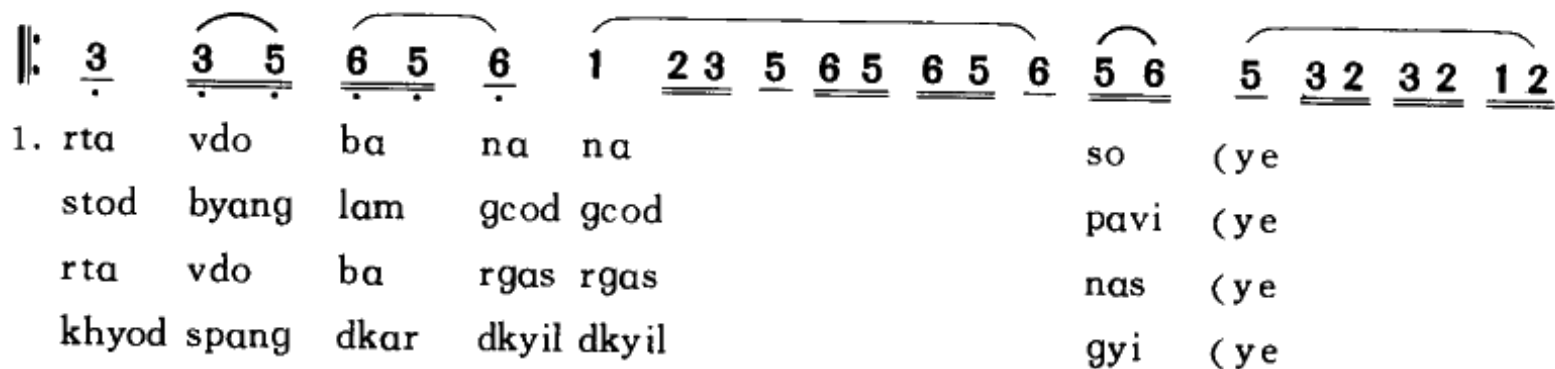 3 3 5 6 5 6 1 2 3 5 6 5 6 5 6 5 6 5 3 2 3 2 1 2
1. rta vdo ba na na so (ye
stod byang lam gcod gcod pavi (ye
rta vdo ba rgas rgas nas (ye
khyod spang dkar dkyil dkyil gyi (ye